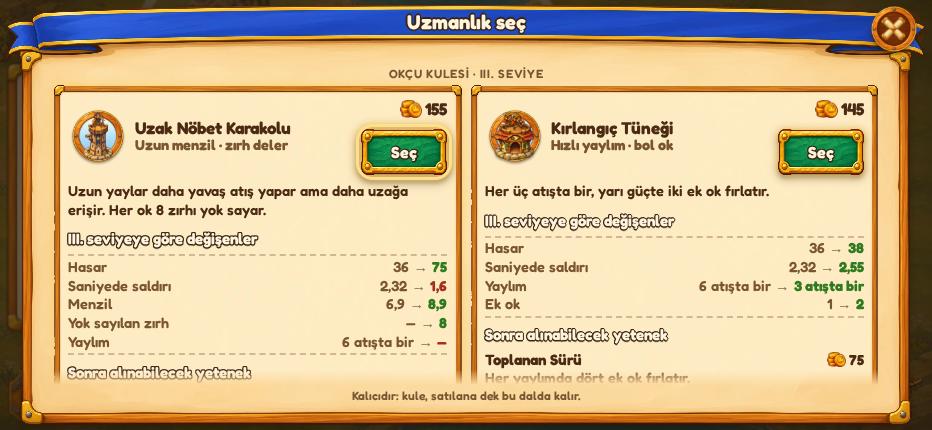 Uzmanlık seç
OKÇU KULESİ · III. SEVİYE
155
Uzak Nöbet Karakolu
Uzun menzil · zırh deler
Seç
Uzun yaylar daha yavaş atış yapar ama daha uzağa
erişir. Her ok 8 zırhı yok sayar.
III. seviyeye göre değişenler
Hasar 36 → 75
Saniyede saldırı 2,32 → 1,6
Menzil 6,9 → 8,9
Yok sayılan zırh – → 8
Yaylım 6 atışta bir → –
Sonra alınabilecek yetenek
145
Kırlangıç Tüneği
Hızlı yaylım · bol ok
Seç
Her üç atışta bir, yarı güçte iki ek ok fırlatır.
III. seviyeye göre değişenler
Hasar 36 → 38
Saniyede saldırı 2,32 → 2,55
Yaylım 6 atışta bir → 3 atışta bir
Ek ok 1 → 2
Sonra alınabilecek yetenek
Toplanan Sürü 75
Her yaylımda dört ek ok fırlatır.
Kalıcıdır: kule, satılana dek bu dalda kalır.